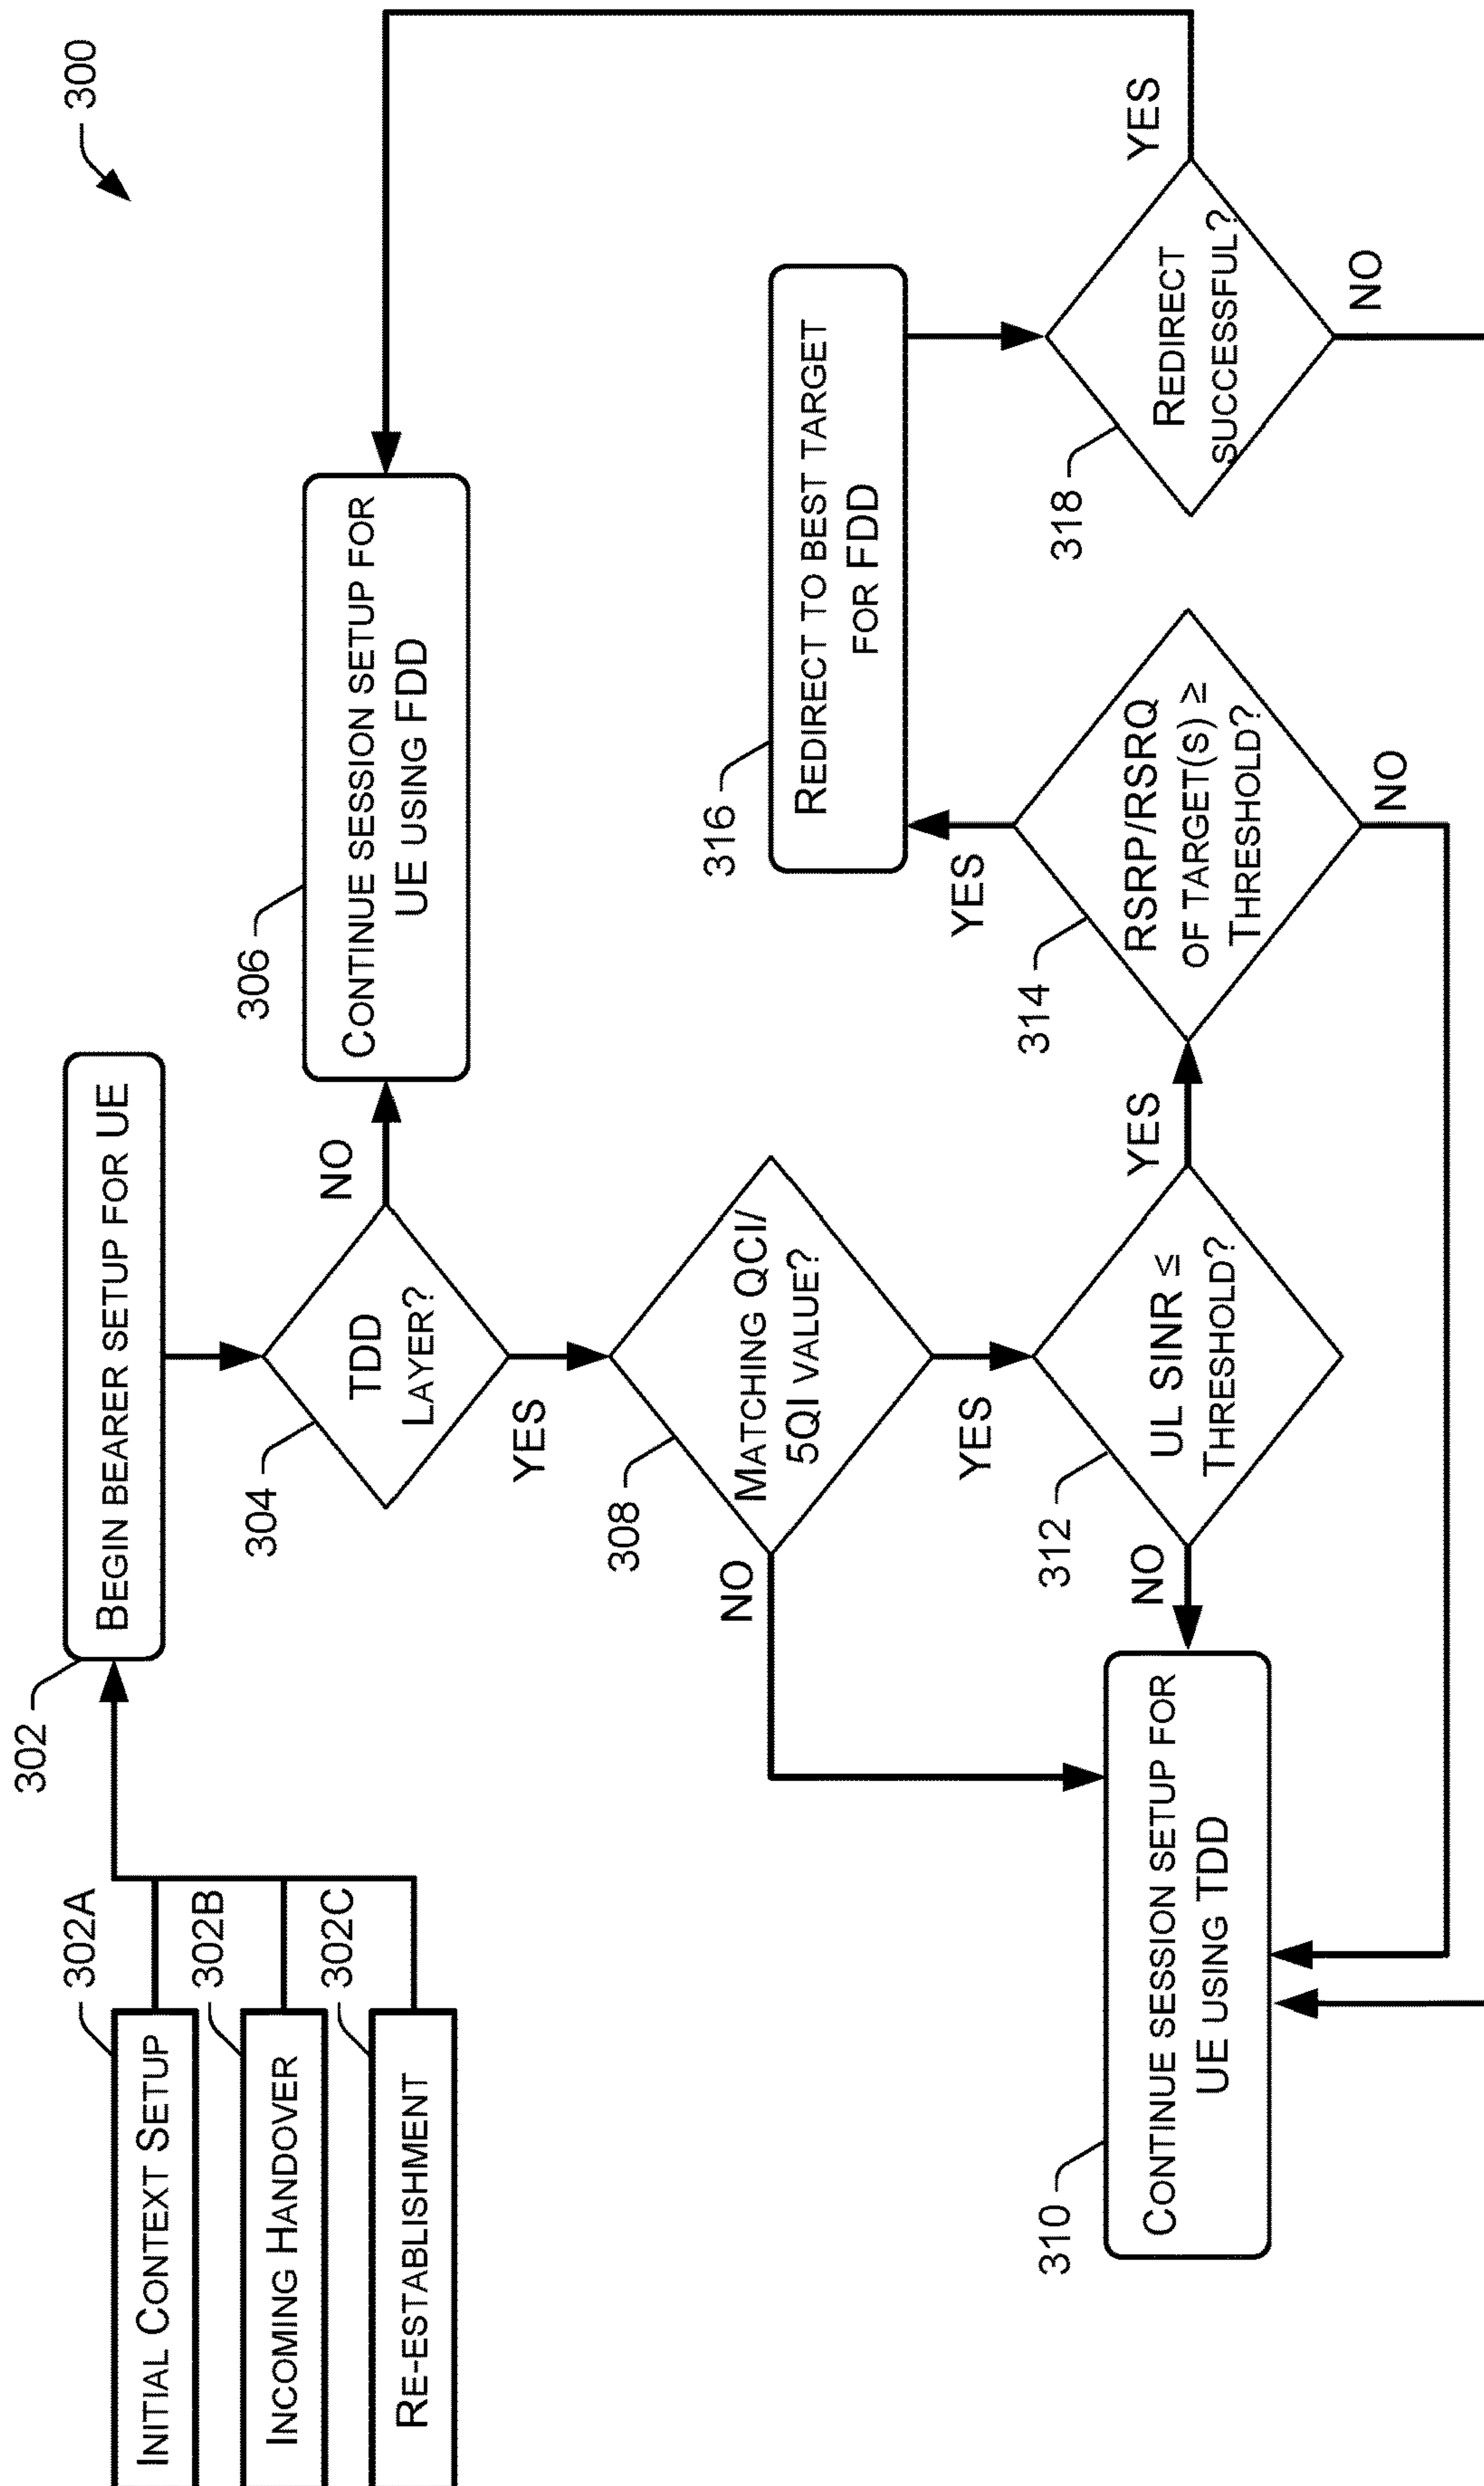 300
302A
INITIAL CONTEXT SETUP
302B
INCOMING HANDOVER
302C
RE-ESTABLISHMENT
302
BEGIN BEARER SETUP FOR UE
304
TDD
LAYER?
NO
YES
306
CONTINUE SESSION SETUP FOR
UE USING FDD
308
MATCHING QCI/
5QI VALUE?
NO
YES
310
CONTINUE SESSION SETUP FOR
UE USING TDD
312
UL SINR ≤
THRESHOLD?
NO
YES
314
RSRP/RSRQ
OF TARGET(S) ≥
THRESHOLD?
YES
NO
316
REDIRECT TO BEST TARGET
FOR FDD
318
REDIRECT
SUCCESSFUL?
YES
NO